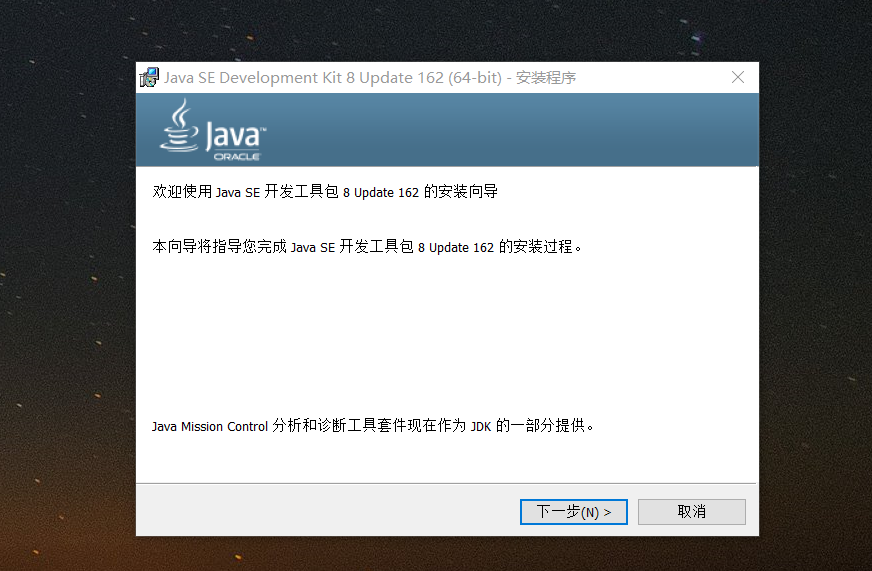 Java SE Development Kit 8 Update 162 (64-bit) - 安装程序
Java™
ORACLE
欢迎使用 Java SE 开发工具包 8 Update 162 的安装向导
本向导将指导您完成 Java SE 开发工具包 8 Update 162 的安装过程。
Java Mission Control 分析和诊断工具套件现在作为 JDK 的一部分提供。
下一步(N) >
取消